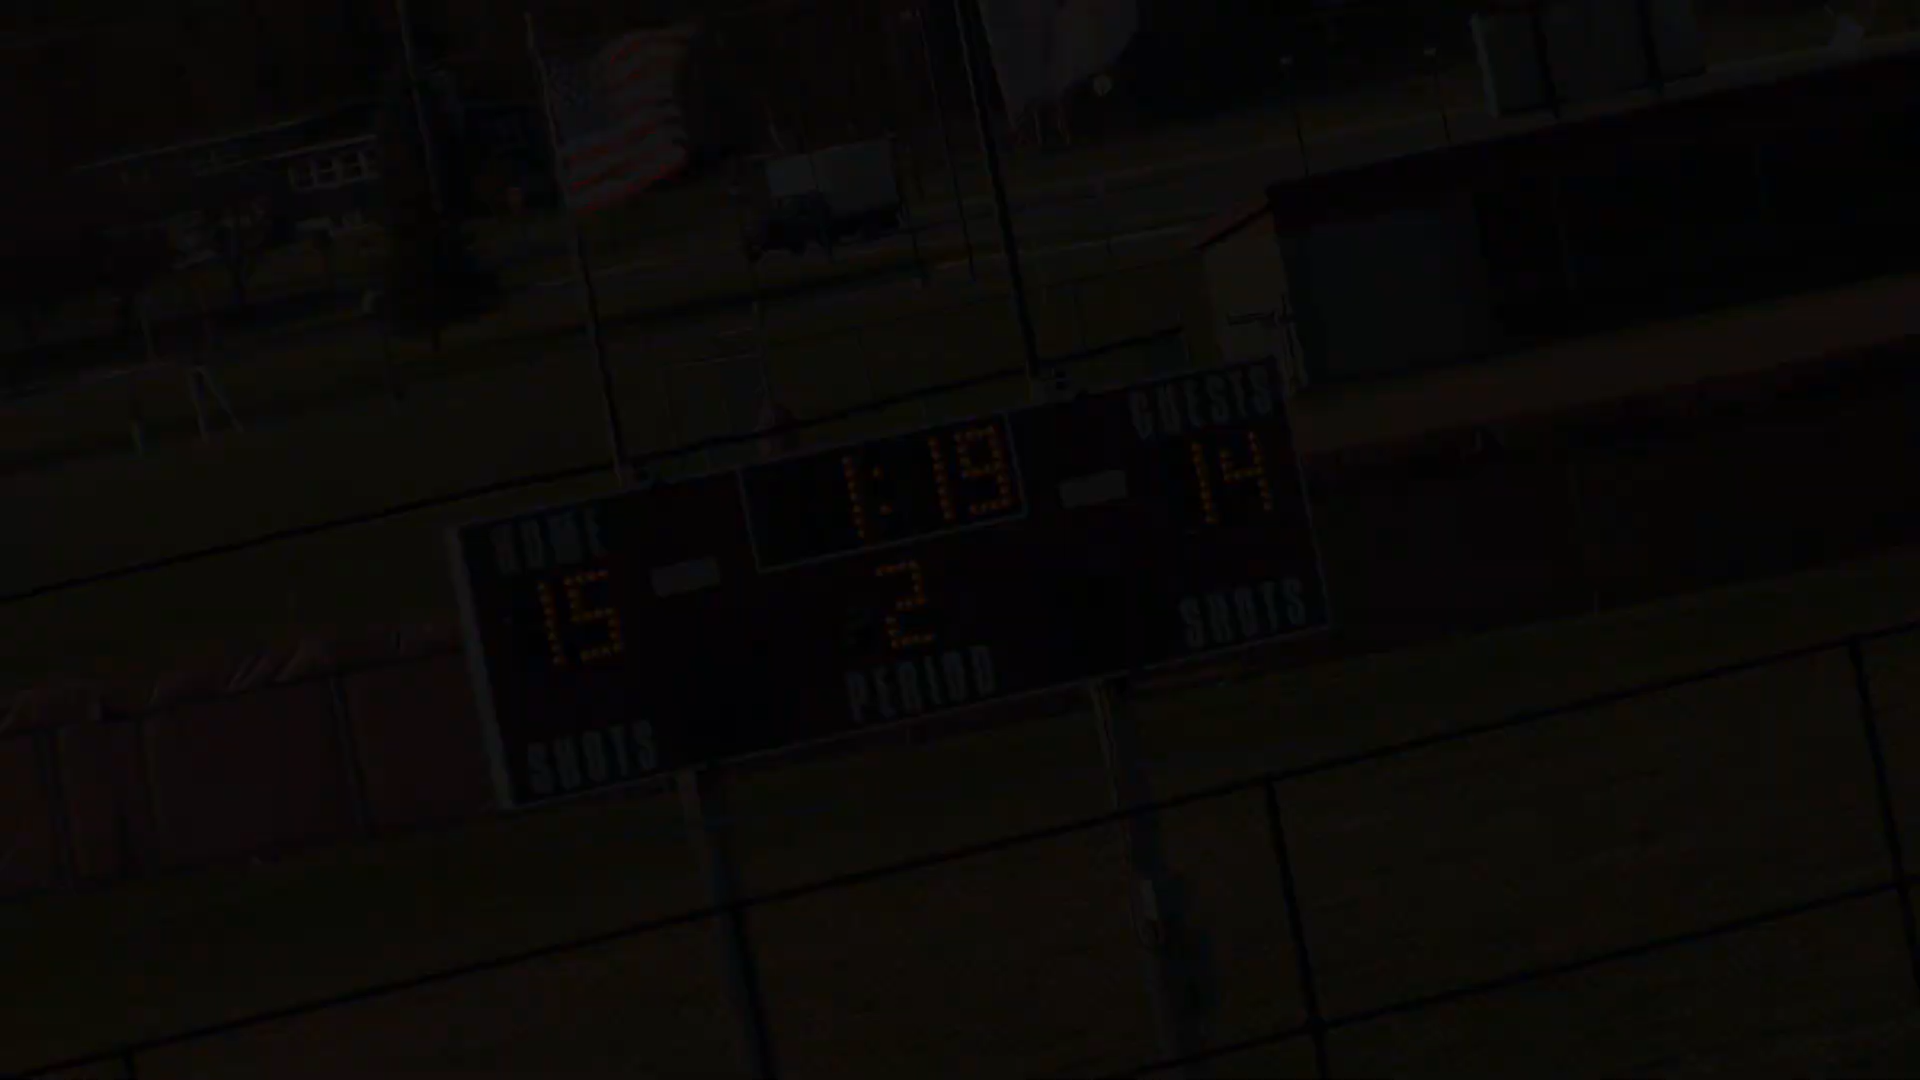 HOME 1:19 GUESTS
15 14
2
PERIOD
SHOTS SHOTS